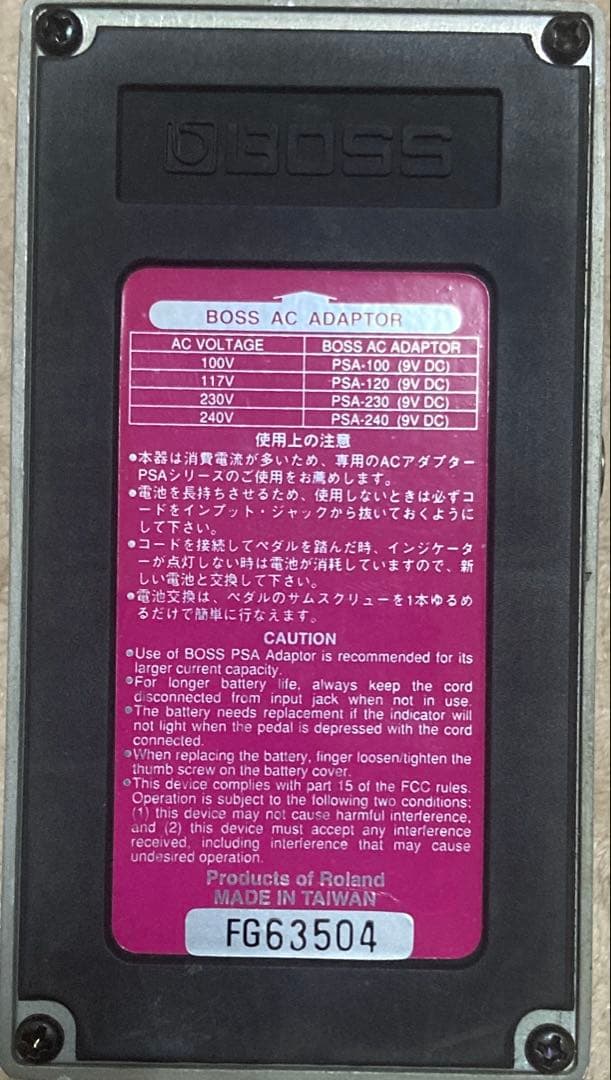 BOSS
BOSS AC ADAPTOR
AC VOLTAGE BOSS AC ADAPTOR
100V PSA-100 (9V DC)
117V PSA-120 (9V DC)
230V PSA-230 (9V DC)
240V PSA-240 (9V DC)
使用上の注意
●本器は消費電流が多いため、専用のACアダプター
PSAシリーズのご使用をお薦めします。
●電池を長持ちさせるため、使用しないときは必ずコ
ードをインプット・ジャックから抜いておくように
して下さい。
●コードを接続してペダルを踏んだ時、インジケータ
ーが点灯しない時は電池が消耗していますので、新
しい電池と交換して下さい。
●電池交換は、ペダルのサムスクリューを1本ゆるめ
るだけで簡単に行なえます。
CAUTION
●Use of BOSS PSA Adaptor is recommended for its
larger current capacity.
●For longer battery life, always keep the cord
disconnected from input jack when not in use.
●The battery needs replacement if the indicator will
not light when the pedal is depressed with the cord
connected.
●When replacing the battery, finger loosen/tighten the
thumb screw on the battery cover.
●This device complies with part 15 of the FCC rules.
Operation is subject to the following two conditions:
(1) this device may not cause harmful interference,
and (2) this device must accept any interference
received, including interference that may cause
undesired operation.
Products of Roland
MADE IN TAIWAN
FG63504